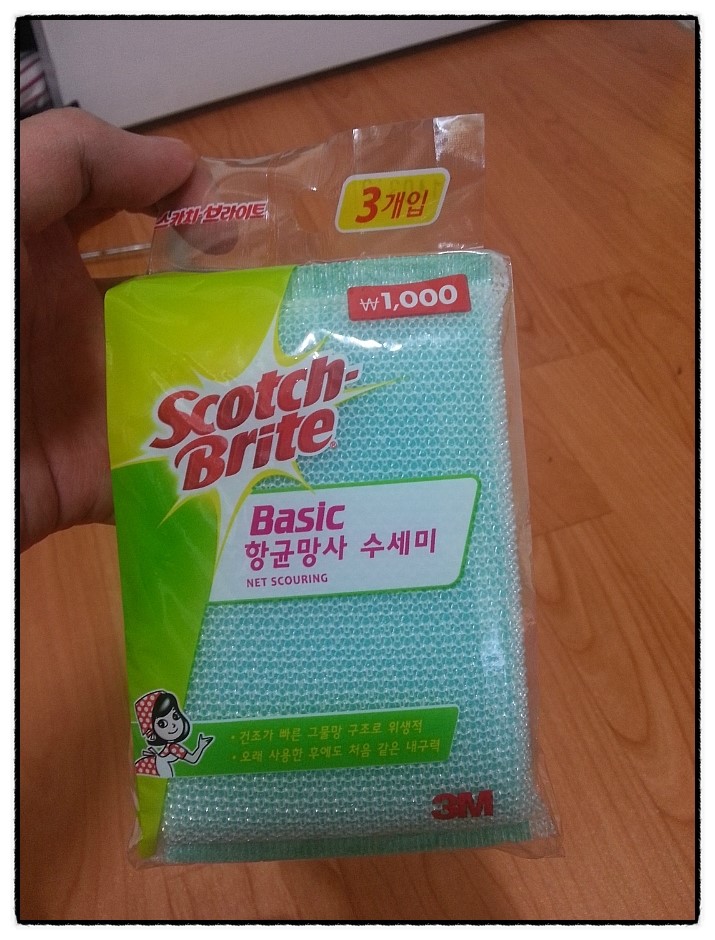 스카치-브라이트
3개입
₩1,000
Scotch-
Brite®
Basic
항균망사 수세미
NET SCOURING
· 건조가 빠른 그물망 구조로 위생적
· 오래 사용한 후에도 처음 같은 내구력
3M